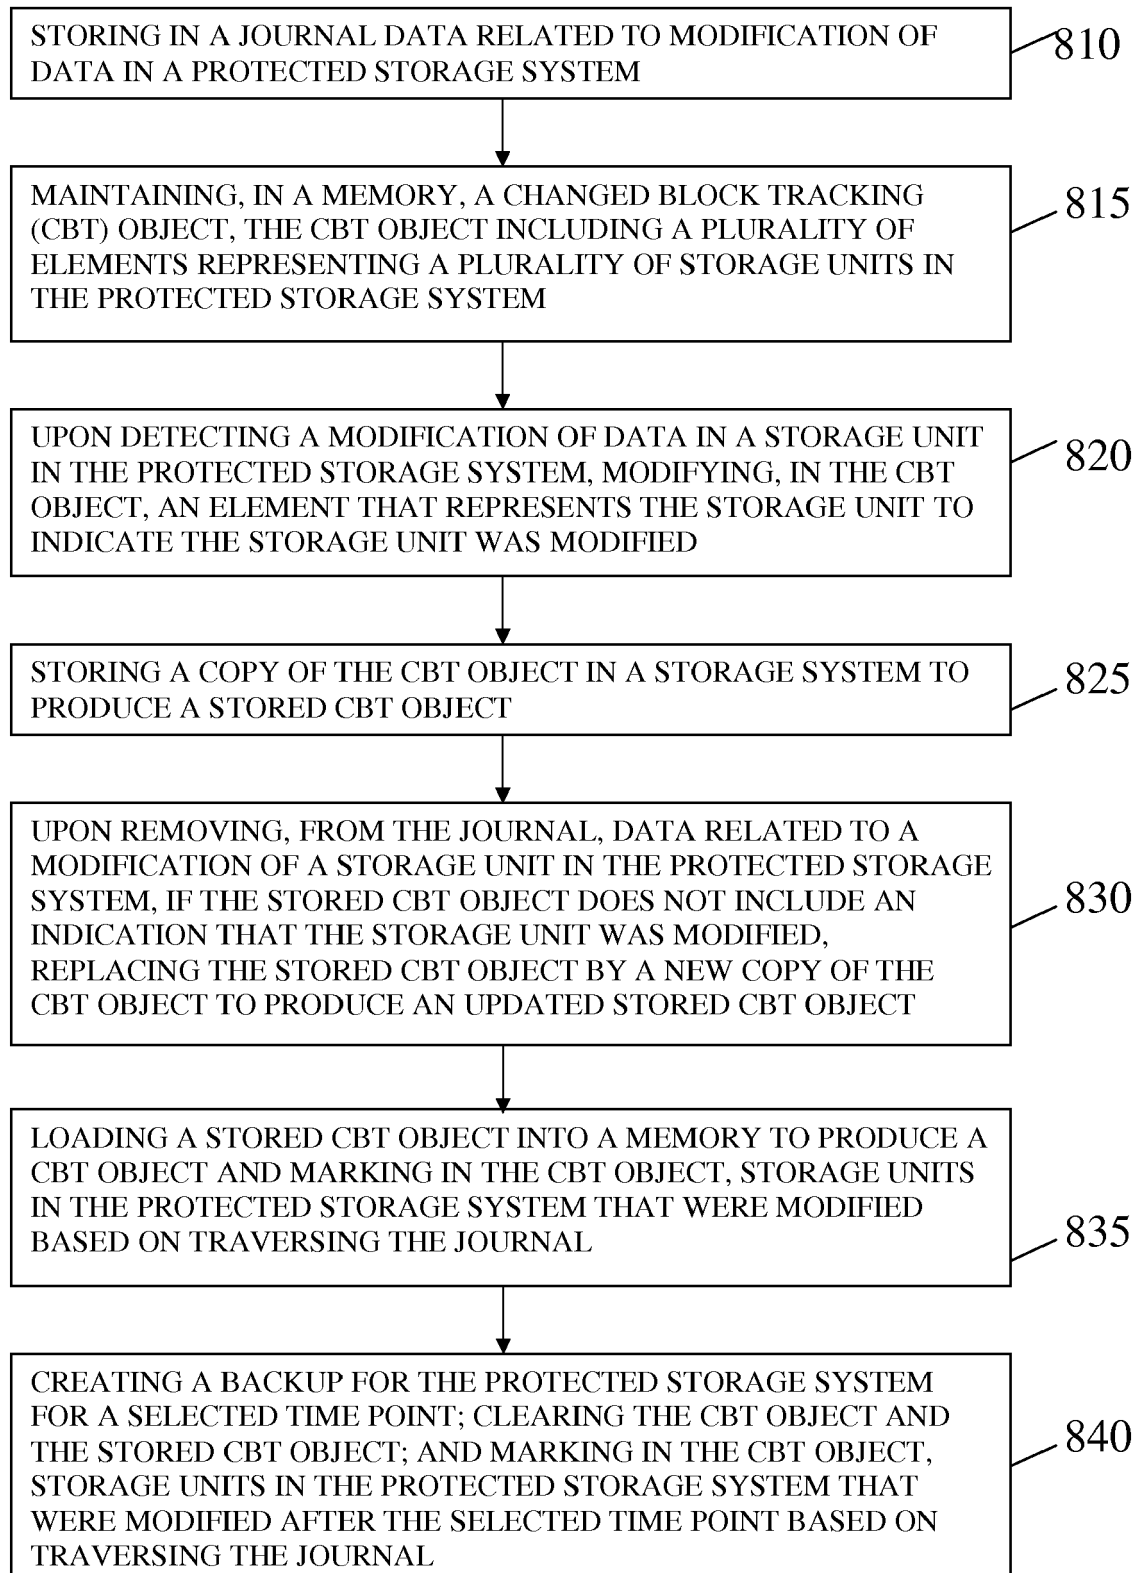 STORING IN A JOURNAL DATA RELATED TO MODIFICATION OF
DATA IN A PROTECTED STORAGE SYSTEM
810
MAINTAINING, IN A MEMORY, A CHANGED BLOCK TRACKING
(CBT) OBJECT, THE CBT OBJECT INCLUDING A PLURALITY OF
ELEMENTS REPRESENTING A PLURALITY OF STORAGE UNITS IN
THE PROTECTED STORAGE SYSTEM
815
UPON DETECTING A MODIFICATION OF DATA IN A STORAGE UNIT
IN THE PROTECTED STORAGE SYSTEM, MODIFYING, IN THE CBT
OBJECT, AN ELEMENT THAT REPRESENTS THE STORAGE UNIT TO
INDICATE THE STORAGE UNIT WAS MODIFIED
820
STORING A COPY OF THE CBT OBJECT IN A STORAGE SYSTEM TO
PRODUCE A STORED CBT OBJECT
825
UPON REMOVING, FROM THE JOURNAL, DATA RELATED TO A
MODIFICATION OF A STORAGE UNIT IN THE PROTECTED STORAGE
SYSTEM, IF THE STORED CBT OBJECT DOES NOT INCLUDE AN
INDICATION THAT THE STORAGE UNIT WAS MODIFIED,
REPLACING THE STORED CBT OBJECT BY A NEW COPY OF THE
CBT OBJECT TO PRODUCE AN UPDATED STORED CBT OBJECT
830
LOADING A STORED CBT OBJECT INTO A MEMORY TO PRODUCE A
CBT OBJECT AND MARKING IN THE CBT OBJECT, STORAGE UNITS
IN THE PROTECTED STORAGE SYSTEM THAT WERE MODIFIED
BASED ON TRAVERSING THE JOURNAL
835
CREATING A BACKUP FOR THE PROTECTED STORAGE SYSTEM
FOR A SELECTED TIME POINT; CLEARING THE CBT OBJECT AND
THE STORED CBT OBJECT; AND MARKING IN THE CBT OBJECT,
STORAGE UNITS IN THE PROTECTED STORAGE SYSTEM THAT
WERE MODIFIED AFTER THE SELECTED TIME POINT BASED ON
TRAVERSING THE JOURNAL
840